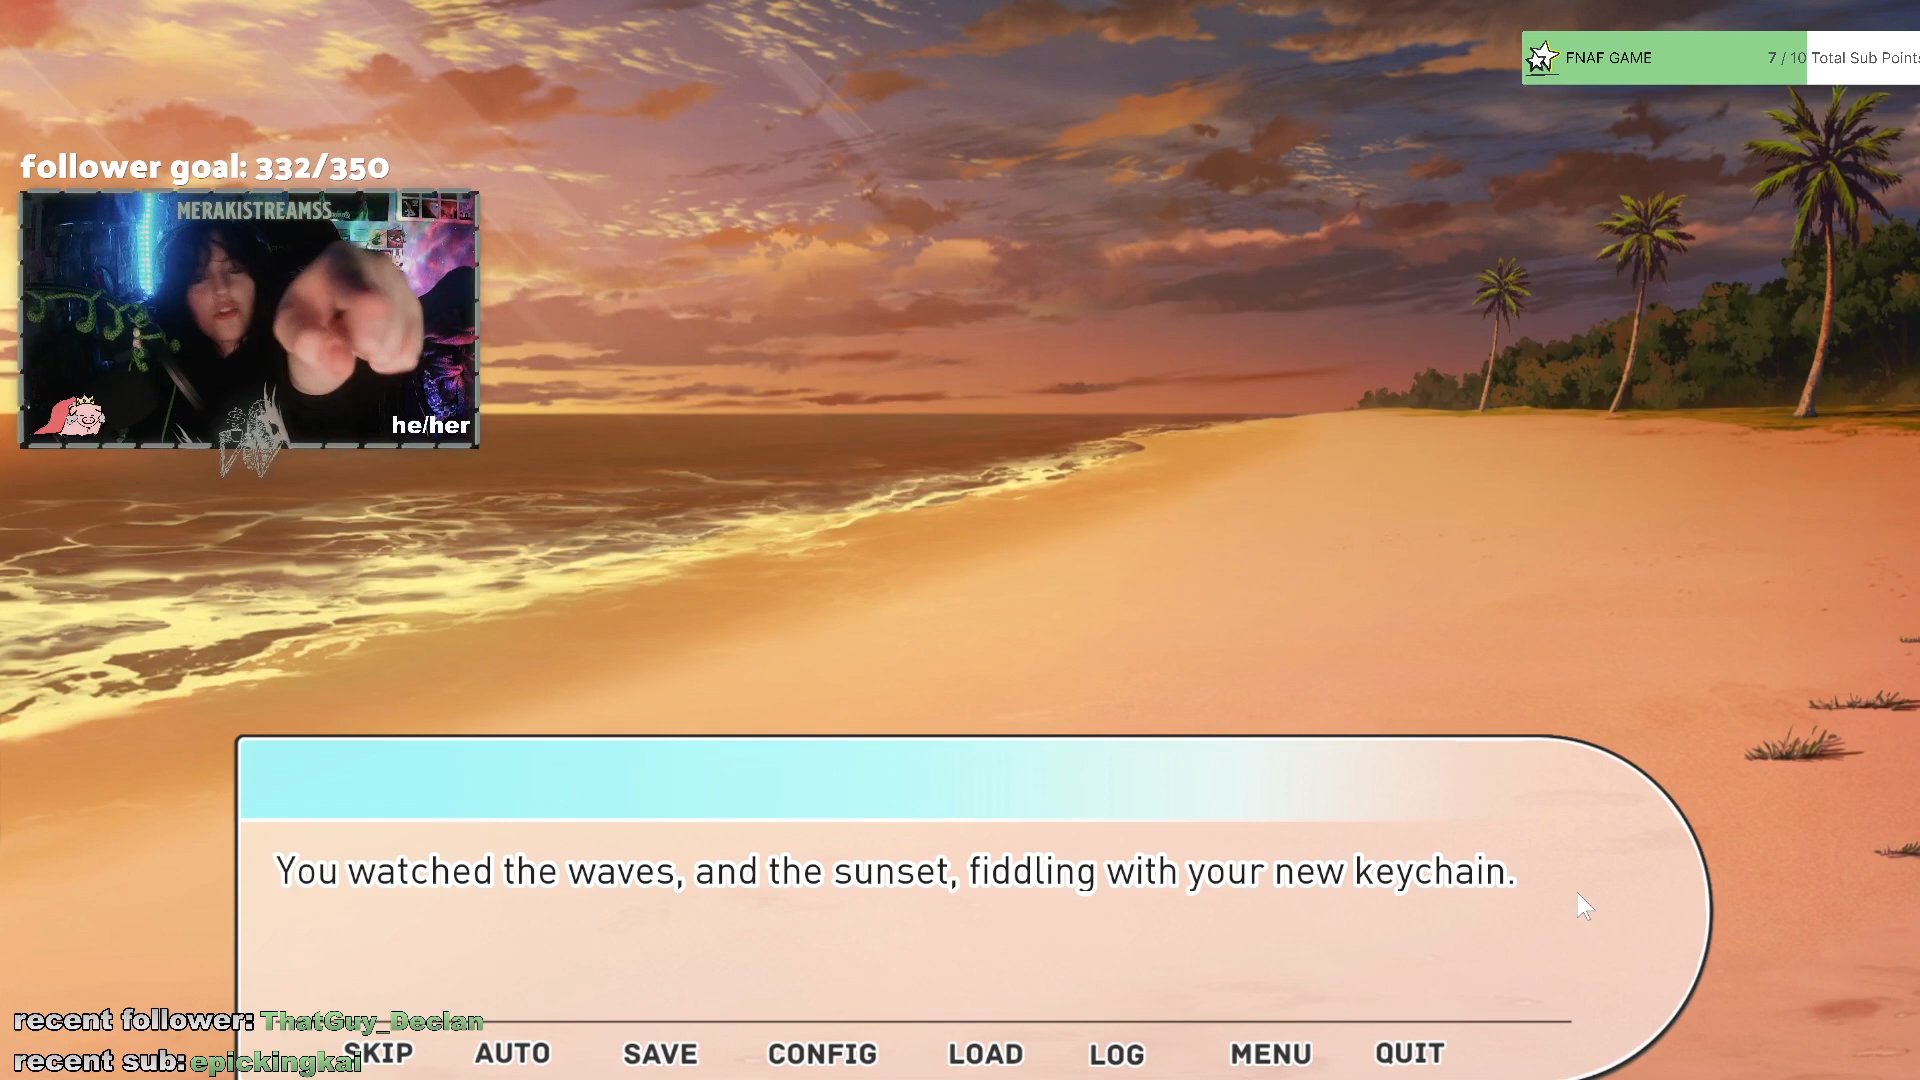 FNAF GAME 7 / 10 Total Sub Points
follower goal: 332/350
MERAKISTREAMSS
he/her
You watched the waves, and the sunset, fiddling with your new keychain.
recent follower: ThatGuy_Declan
recent sub: epickingkai
SKIP AUTO SAVE CONFIG LOAD LOG MENU QUIT